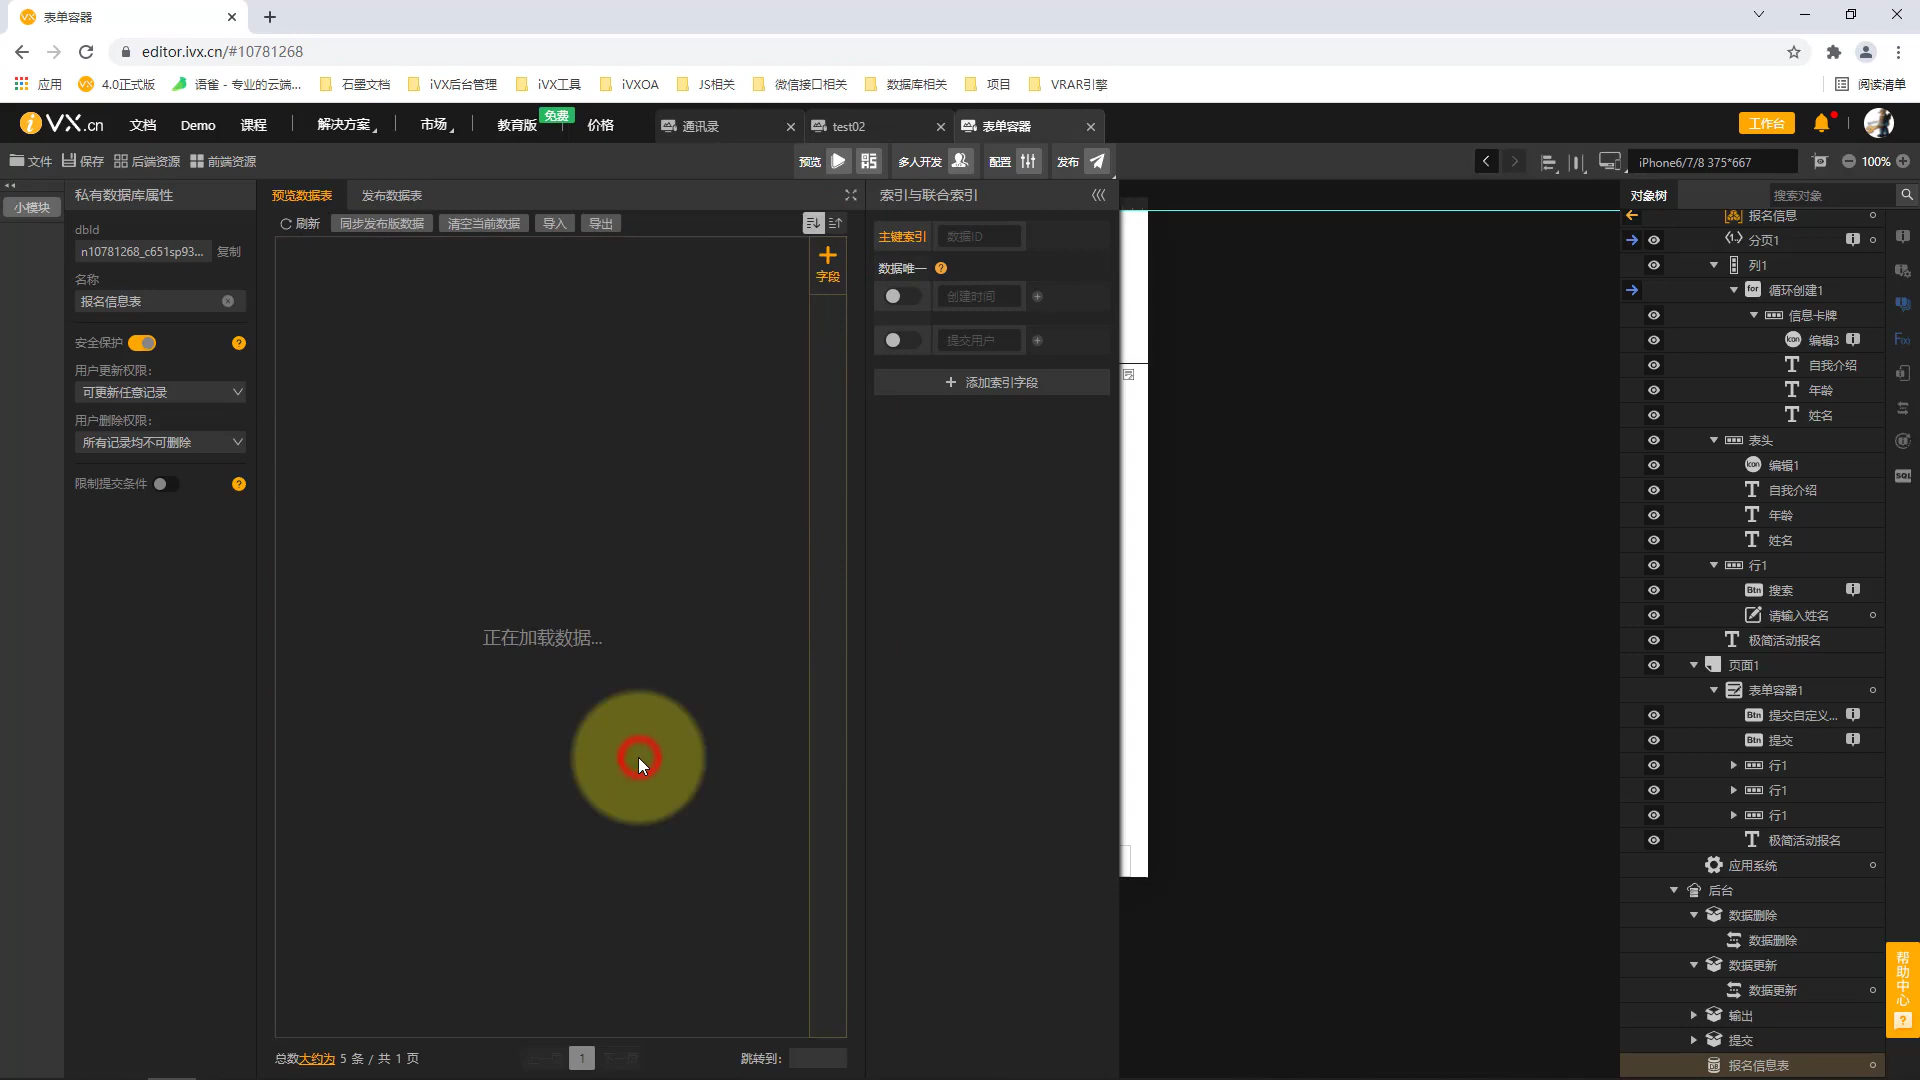 表单容器
editor.ivx.cn/#10781268
应用
4.0正式版
语雀 - 专业的云端...
石墨文档
iVX后台管理
iVX工具
iVXOA
JS相关
微信接口相关
数据库相关
项目
VRAR引擎
阅读清单
VX.cn
文档
Demo
课程
解决方案
市场
教育版
免费
价格
通讯录
test02
表单容器
工作台
文件
保存
后端资源
前端资源
预览
多人开发
配置
发布
iPhone6/7/8 375*667
100%
小模块
私有数据库属性
预览数据表
发布数据表
索引与联合索引
对象树
搜索对象
dbId
n10781268_c651sp93...
复制
名称
报名信息表
安全保护
用户更新权限:
可更新任意记录
用户删除权限:
所有记录均不可删除
限制提交条件
刷新
同步发布版数据
清空当前数据
导入
导出
字段
正在加载数据...
总数大约为 5 条 / 共 1 页
上一页
1
下一页
跳转到:
主键索引
数据ID
数据唯一
创建时间
提交用户
添加索引字段
报名信息
分页1
列1
for
循环创建1
信息卡牌
编辑3
自我介绍
年龄
姓名
表头
编辑1
自我介绍
年龄
姓名
行1
Btn
搜索
请输入姓名
极简活动报名
页面1
表单容器1
Btn
提交自定义...
Btn
提交
行1
行1
行1
极简活动报名
应用系统
后台
数据删除
数据删除
数据更新
数据更新
输出
提交
报名信息表
F(x)
SQL
帮助中心